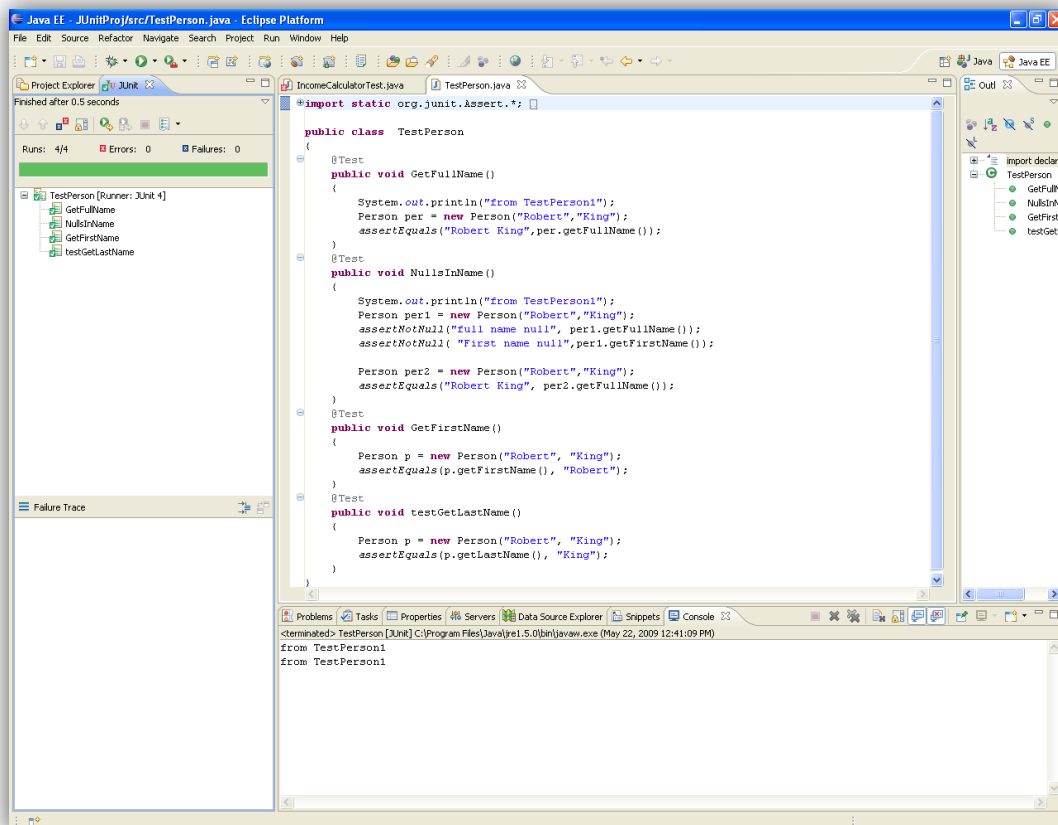 Java EE - JUnitProj/src/TestPerson.java - Eclipse Platform
File Edit Source Refactor Navigate Search Project Run Window Help
Java Java EE
Project Explorer JUnit
Finished after 0.5 seconds
Runs: 4/4 Errors: 0 Failures: 0
TestPerson [Runner: JUnit 4]
GetFullName
NullsInName
GetFirstName
testGetLastName
Failure Trace
IncomeCalculatorTest.java TestPerson.java
import static org.junit.Assert.*;
public class TestPerson
{
@Test
public void GetFullName()
{
System.out.println("from TestPerson1");
Person per = new Person("Robert","King");
assertEquals("Robert King",per.getFullName());
}
@Test
public void NullsInName()
{
System.out.println("from TestPerson1");
Person per1 = new Person("Robert","King");
assertNotNull("full name null", per1.getFullName());
assertNotNull( "First name null",per1.getFirstName());
Person per2 = new Person("Robert","King");
assertEquals("Robert King", per2.getFullName());
}
@Test
public void GetFirstName()
{
Person p = new Person("Robert", "King");
assertEquals(p.getFirstName(), "Robert");
}
@Test
public void testGetLastName()
{
Person p = new Person("Robert", "King");
assertEquals(p.getLastName(), "King");
}
}
Outl
import declar
TestPerson
GetFullN
NullsInN
GetFirst
testGet
Problems Tasks Properties Servers Data Source Explorer Snippets Console
<terminated> TestPerson [JUnit] C:\Program Files\Java\jre1.5.0\bin\javaw.exe (May 22, 2009 12:41:09 PM)
from TestPerson1
from TestPerson1